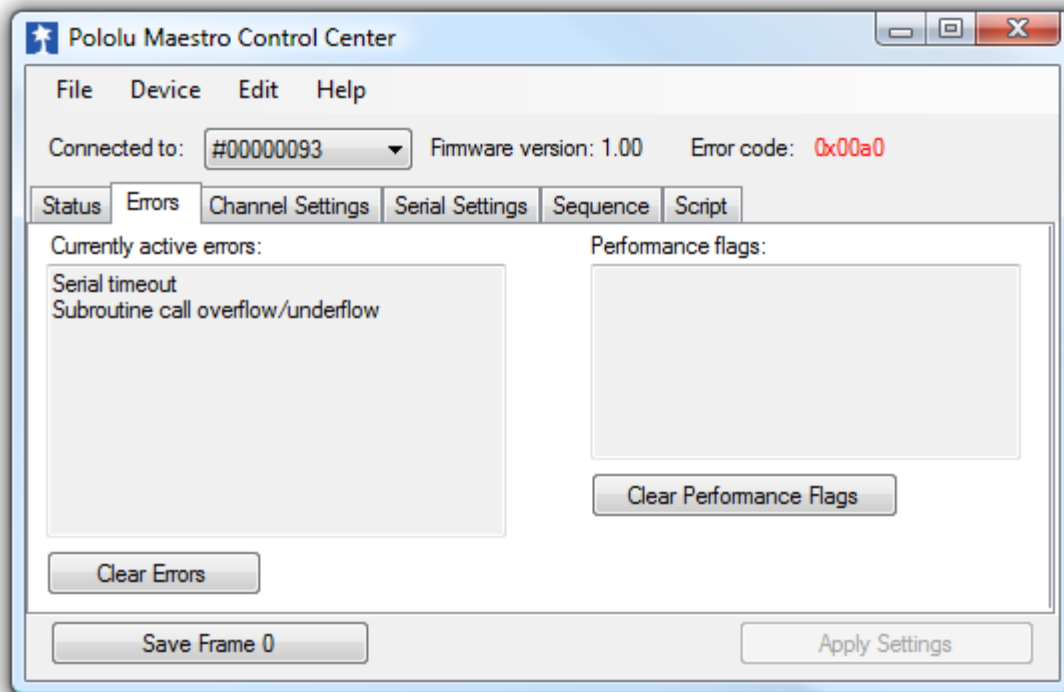 Pololu Maestro Control Center
File Device Edit Help
Connected to: #00000093 Firmware version: 1.00 Error code: 0x00a0
Status Errors Channel Settings Serial Settings Sequence Script
Currently active errors: Performance flags:
Serial timeout
Subroutine call overflow/underflow
Clear Performance Flags
Clear Errors
Save Frame 0 Apply Settings